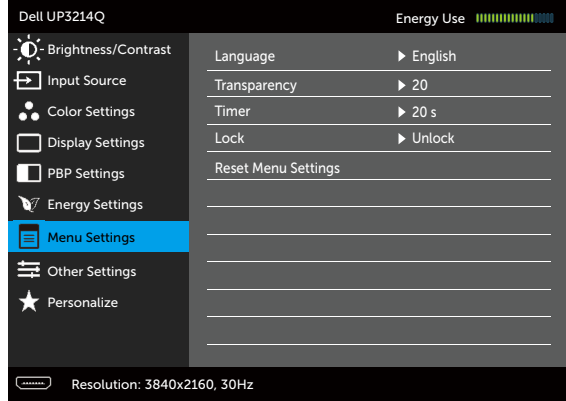 Dell UP3214Q
Energy Use
Brightness/Contrast
Input Source
Color Settings
Display Settings
PBP Settings
Energy Settings
Menu Settings
Other Settings
Personalize
Language English
Transparency 20
Timer 20 s
Lock Unlock
Reset Menu Settings
Resolution: 3840x2160, 30Hz